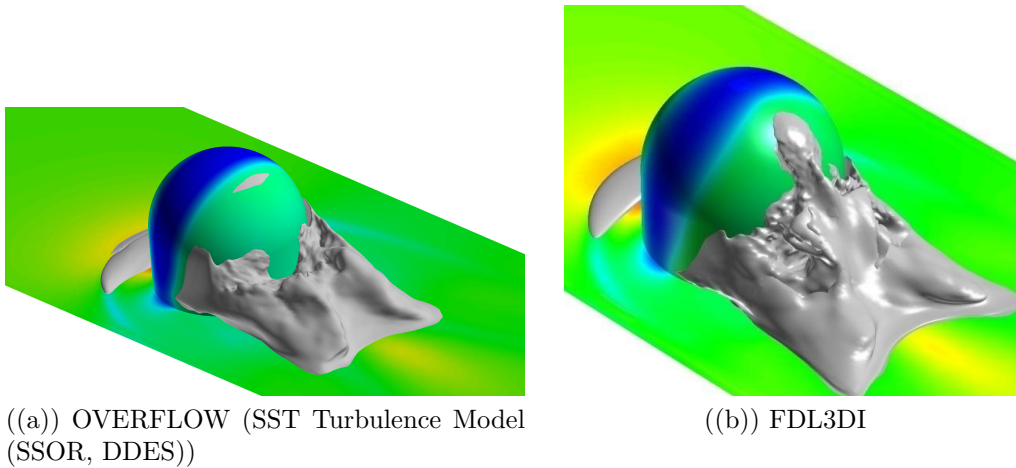 ((a)) OVERFLOW (SST Turbulence Model
(SSOR, DDES))
((b)) FDL3DI